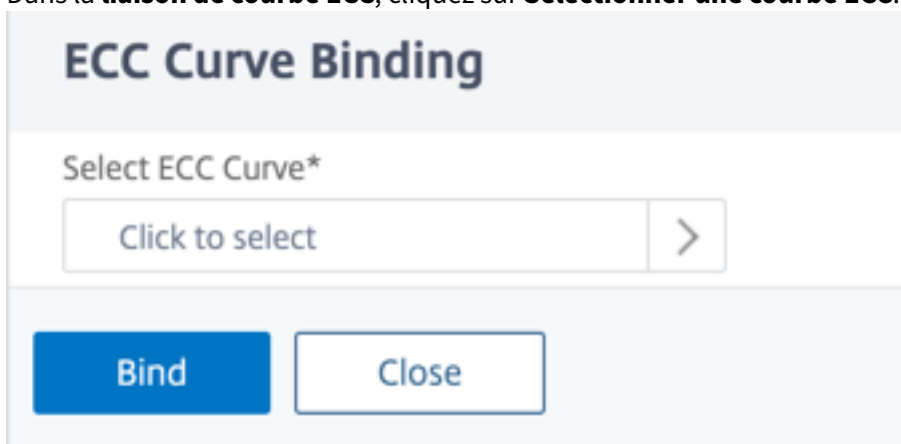 Dans la liaison de courbe ECC, cliquez sur Sélectionner une courbe ECC.
ECC Curve Binding
Select ECC Curve*
Click to select
Bind
Close